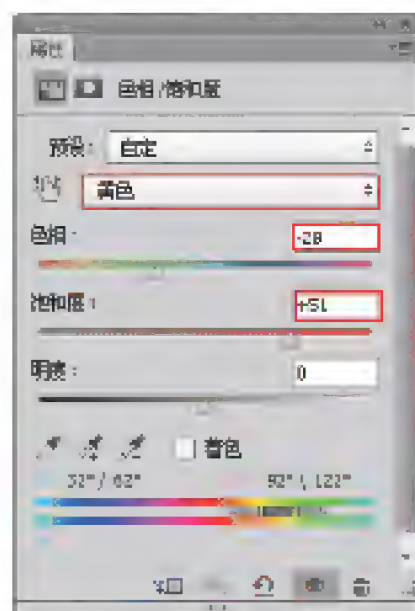 属性
色相/饱和度
预设： 自定
黄色
色相： -28
饱和度： +51
明度： 0
着色
32°/ 62° 92° \ 122°